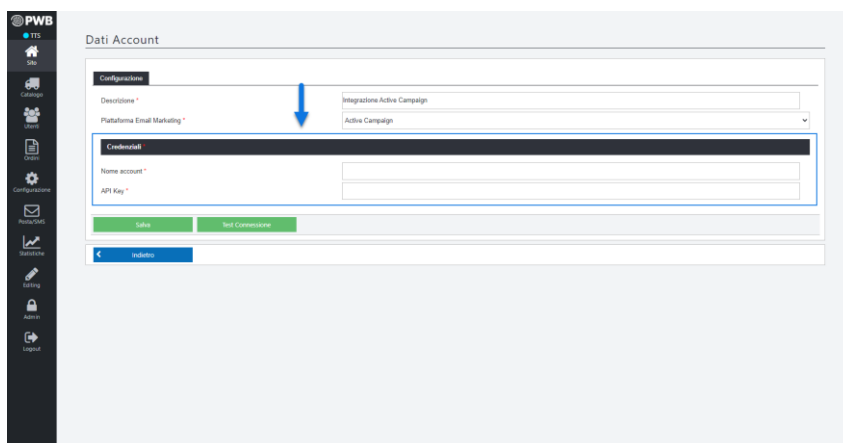 PWB
TTS
Sito
Catalogo
Utenti
Ordini
Configurazione
Posta/SMS
Statistiche
Editing
Admin
Logout
Dati Account
Configurazione
Descrizione * Integrazione Active Campaign
Plattaforma Email Marketing * Active Campaign
Credenziali *
Nome account *
API Key *
Salva Test Connessione
Indietro